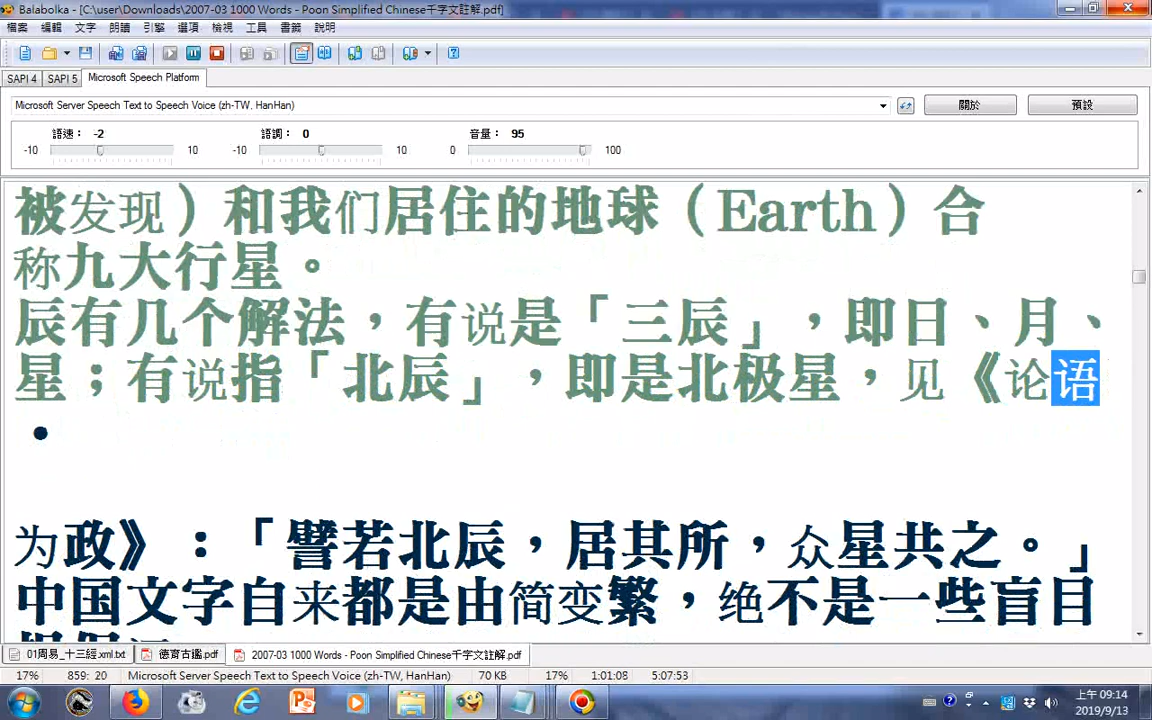 Balabolka - [C:\user\Downloads\2007-03 1000 Words - Poon Simplified Chinese千字文註解.pdf]
檔案 編輯 文字 朗讀 引擎 選項 檢視 工具 書籤 說明
SAPI 4 SAPI 5 Microsoft Speech Platform
Microsoft Server Speech Text to Speech Voice (zh-TW, HanHan) 關於 預設
語速： -2 語調： 0 音量： 95
-10 10 -10 10 0 100
被发现）和我们居住的地球（Earth）合
称九大行星。
辰有几个解法，有说是「三辰」，即日、月、
星；有说指「北辰」，即是北极星，见《论语
•
为政》：「譬若北辰，居其所，众星共之。」
中国文字自来都是由简变繁，绝不是一些盲目
01周易_十三經.xml.txt 德育古鑑.pdf 2007-03 1000 Words - Poon Simplified Chinese千字文註解.pdf
17% 859: 20 Microsoft Server Speech Text to Speech Voice (zh-TW, HanHan) 70 KB 17% 1:01:08 5:07:53
上午 09:14
2019/9/13